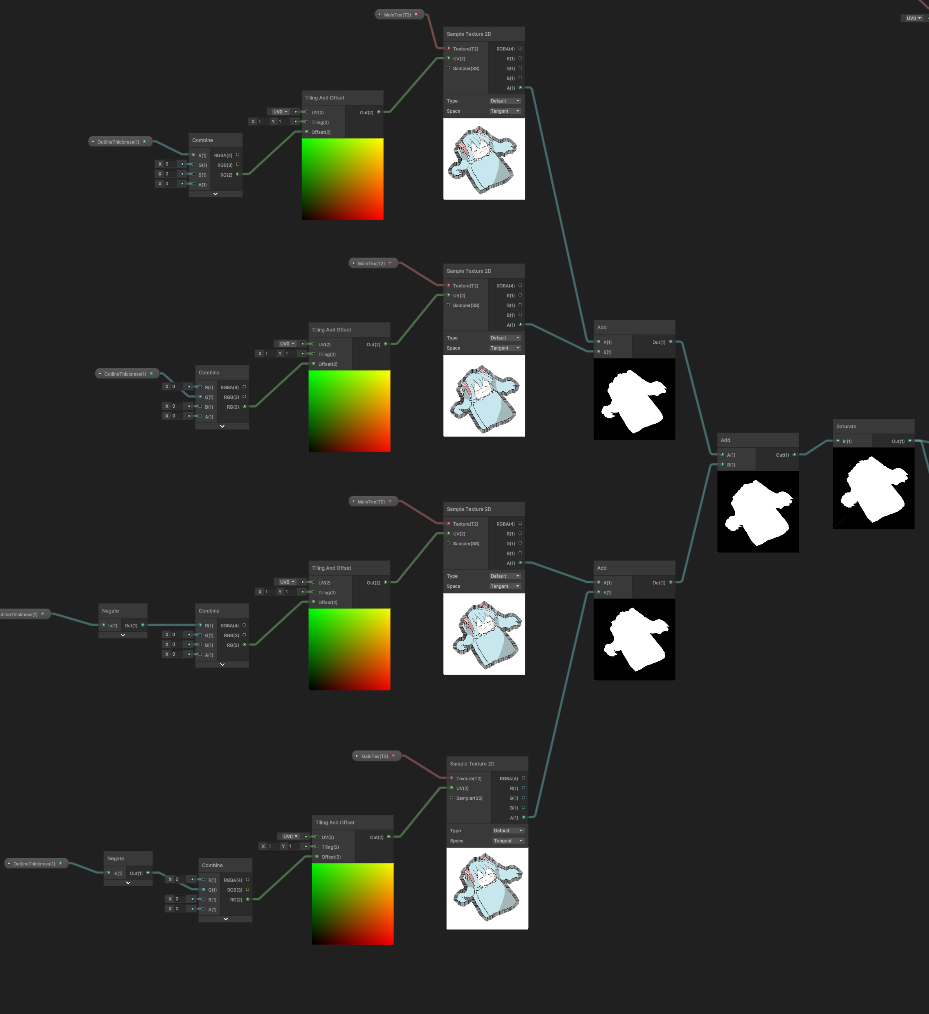 MainTex(T2)
UV0
Sample Texture 2D
Texture(T2) RGBA(4)
UV(2) R(1)
Sampler(SS) G(1)
B(1)
A(1)
Type Default
Space Tangent
Tiling And Offset
UV0 UV(2) Out(2)
X 1 Y 1 Tiling(2)
Offset(2)
OutlineThickness(1)
Combine
R(1) RGBA(4)
X 0 G(1) RGB(3)
X 0 B(1) RG(2)
X 0 A(1)
MainTex(T2)
Sample Texture 2D
Texture(T2) RGBA(4)
UV(2) R(1)
Sampler(SS) G(1)
B(1)
A(1)
Type Default
Space Tangent
Tiling And Offset
UV0 UV(2) Out(2)
X 1 Y 1 Tiling(2)
Offset(2)
OutlineThickness(1)
Combine
X 0 R(1) RGBA(4)
G(1) RGB(3)
X 0 B(1) RG(2)
X 0 A(1)
Add
A(1) Out(1)
B(1)
Add
A(1) Out(1)
B(1)
Saturate
In(1) Out(1)
MainTex(T2)
Sample Texture 2D
Texture(T2) RGBA(4)
UV(2) R(1)
Sampler(SS) G(1)
B(1)
A(1)
Type Default
Space Tangent
Tiling And Offset
UV0 UV(2) Out(2)
X 1 Y 1 Tiling(2)
Offset(2)
Negate
In(1) Out(1)
Combine
R(1) RGBA(4)
X 0 G(1) RGB(3)
X 0 B(1) RG(2)
X 0 A(1)
Add
A(1) Out(1)
B(1)
MainTex(T2)
Sample Texture 2D
Texture(T2) RGBA(4)
UV(2) R(1)
Sampler(SS) G(1)
B(1)
A(1)
Type Default
Space Tangent
Tiling And Offset
UV0 UV(2) Out(2)
X 1 Y 1 Tiling(2)
Offset(2)
OutlineThickness(1)
Negate
In(1) Out(1)
Combine
X 0 R(1) RGBA(4)
G(1) RGB(3)
X 0 B(1) RG(2)
X 0 A(1)